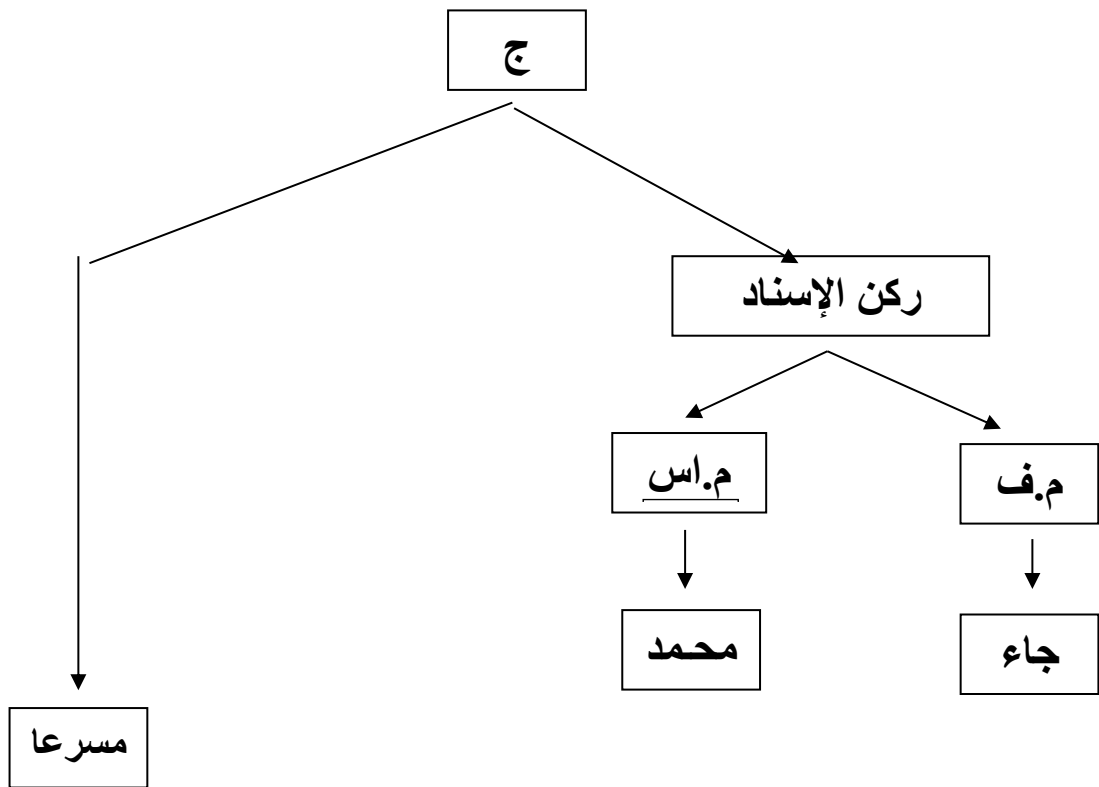 ج
ركن الإسناد
م.ف
م.اس
جاء
محمد
مسرعا